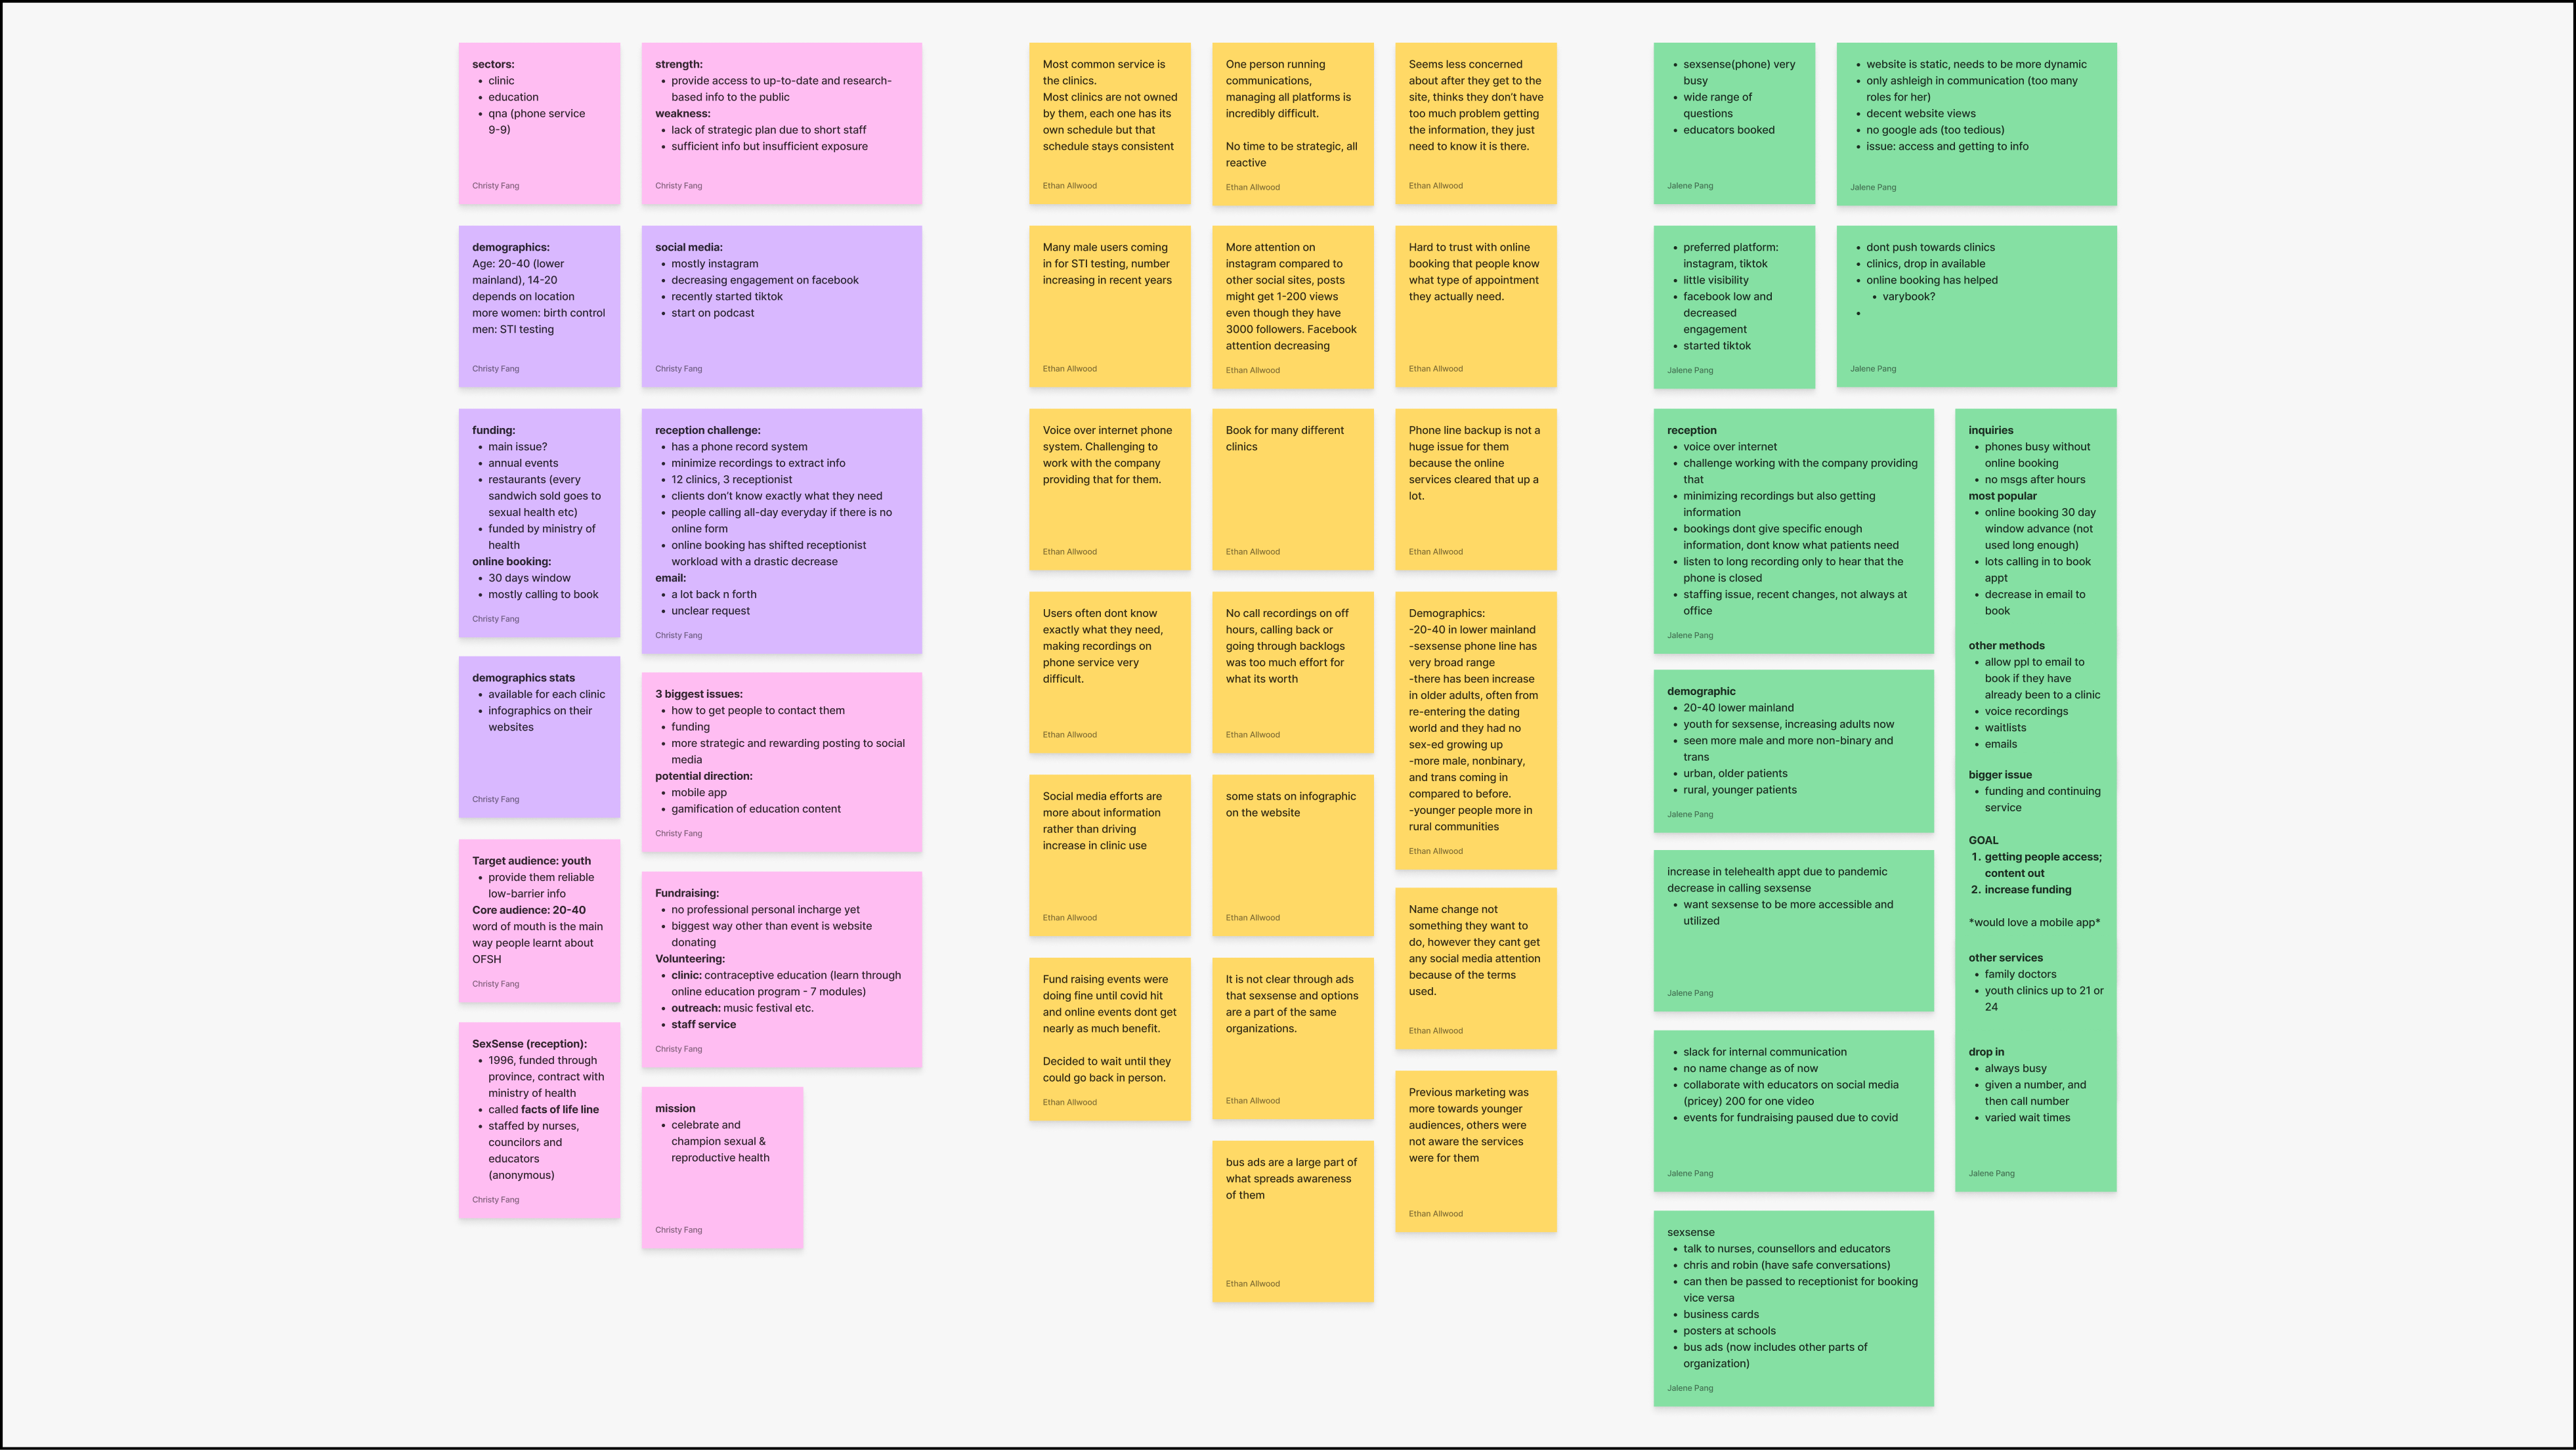 sectors:
• clinic
• education
• qna (phone service
9-9)
Christy Fang
strength:
• provide access to up-to-date and research-
based info to the public
weakness:
• lack of strategic plan due to short staff
• sufficient info but insufficient exposure
Christy Fang
demographics:
Age: 20-40 (lower
mainland), 14-20
depends on location
more women: birth control
men: STI testing
Christy Fang
social media:
• mostly instagram
• decreasing engagement on facebook
• recently started tiktok
• start on podcast
Christy Fang
funding:
• main issue?
• annual events
• restaurants (every
sandwich sold goes to
sexual health etc)
• funded by ministry of
health
online booking:
• 30 days window
• mostly calling to book
Christy Fang
reception challenge:
• has a phone record system
• minimize recordings to extract info
• 12 clinics, 3 receptionist
• clients don't know exactly what they need
• people calling all-day everyday if there is no
online form
• online booking has shifted receptionist
workload with a drastic decrease
email:
• a lot back n forth
• unclear request
Christy Fang
demographics stats
• available for each clinic
• infographics on their
websites
Christy Fang
3 biggest issues:
• how to get people to contact them
• funding
• more strategic and rewarding posting to social
media
potential direction:
• mobile app
• gamification of education content
Christy Fang
Target audience: youth
• provide them reliable
low-barrier info
Core audience: 20-40
word of mouth is the main
way people learnt about
OFSH
Christy Fang
Fundraising:
• no professional personal incharge yet
• biggest way other than event is website
donating
Volunteering:
• clinic: contraceptive education (learn through
online education program - 7 modules)
• outreach: music festival etc.
• staff service
Christy Fang
SexSense (reception):
• 1996, funded through
province, contract with
ministry of health
• called facts of life line
• staffed by nurses,
councilors and
educators
(anonymous)
Christy Fang
mission
• celebrate and
champion sexual &
reproductive health
Christy Fang
Most common service is
the clinics.
Most clinics are not owned
by them, each one has its
own schedule but that
schedule stays consistent
Ethan Allwood
One person running
communications,
managing all platforms is
incredibly difficult.
No time to be strategic, all
reactive
Ethan Allwood
Seems less concerned
about after they get to the
site, thinks they don't have
too much problem getting
the information, they just
need to know it is there.
Ethan Allwood
Many male users coming
in for STI testing, number
increasing in recent years
Ethan Allwood
More attention on
instagram compared to
other social sites, posts
might get 1-200 views
even though they have
3000 followers. Facebook
attention decreasing
Ethan Allwood
Hard to trust with online
booking that people know
what type of appointment
they actually need.
Ethan Allwood
Voice over internet phone
system. Challenging to
work with the company
providing that for them.
Ethan Allwood
Book for many different
clinics
Ethan Allwood
Phone line backup is not a
huge issue for them
because the online
services cleared that up a
lot.
Ethan Allwood
Users often dont know
exactly what they need,
making recordings on
phone service very
difficult.
Ethan Allwood
No call recordings on off
hours, calling back or
going through backlogs
was too much effort for
what its worth
Ethan Allwood
Demographics:
-20-40 in lower mainland
-sexsense phone line has
very broad range
-there has been increase
in older adults, often from
re-entering the dating
world and they had no
sex-ed growing up
-more male, nonbinary,
and trans coming in
compared to before.
-younger people more in
rural communities
Ethan Allwood
Social media efforts are
more about information
rather than driving
increase in clinic use
Ethan Allwood
some stats on infographic
on the website
Ethan Allwood
Name change not
something they want to
do, however they cant get
any social media attention
because of the terms
used.
Ethan Allwood
Fund raising events were
doing fine until covid hit
and online events dont get
nearly as much benefit.
Decided to wait until they
could go back in person.
Ethan Allwood
It is not clear through ads
that sexsense and options
are a part of the same
organizations.
Ethan Allwood
Previous marketing was
more towards younger
audiences, others were
not aware the services
were for them
Ethan Allwood
bus ads are a large part of
what spreads awareness
of them
Ethan Allwood
• sexsense(phone) very
busy
• wide range of
questions
• educators booked
Jalene Pang
• website is static, needs to be more dynamic
• only ashleigh in communication (too many
roles for her)
• decent website views
• no google ads (too tedious)
• issue: access and getting to info
Jalene Pang
• preferred platform:
instagram, tiktok
• little visibility
• facebook low and
decreased
engagement
• started tiktok
Jalene Pang
• dont push towards clinics
• clinics, drop in available
• online booking has helped
• varybook?
•
Jalene Pang
reception
• voice over internet
• challenge working with the company providing
that
• minimizing recordings but also getting
information
• bookings dont give specific enough
information, dont know what patients need
• listen to long recording only to hear that the
phone is closed
• staffing issue, recent changes, not always at
office
Jalene Pang
inquiries
• phones busy without
online booking
• no msgs after hours
most popular
• online booking 30 day
window advance (not
used long enough)
• lots calling in to book
appt
• decrease in email to
book
other methods
• allow ppl to email to
book if they have
already been to a clinic
• voice recordings
• waitlists
• emails
bigger issue
• funding and continuing
service
GOAL
1. getting people access;
content out
2. increase funding
*would love a mobile app*
other services
• family doctors
• youth clinics up to 21 or
24
drop in
• always busy
• given a number, and
then call number
• varied wait times
Jalene Pang
demographic
• 20-40 lower mainland
• youth for sexsense, increasing adults now
• seen more male and more non-binary and
trans
• urban, older patients
• rural, younger patients
Jalene Pang
increase in telehealth appt due to pandemic
decrease in calling sexsense
• want sexsense to be more accessible and
utilized
Jalene Pang
• slack for internal communication
• no name change as of now
• collaborate with educators on social media
(pricey) 200 for one video
• events for fundraising paused due to covid
Jalene Pang
sexsense
• talk to nurses, counsellors and educators
• chris and robin (have safe conversations)
• can then be passed to receptionist for booking
vice versa
• business cards
• posters at schools
• bus ads (now includes other parts of
organization)
Jalene Pang